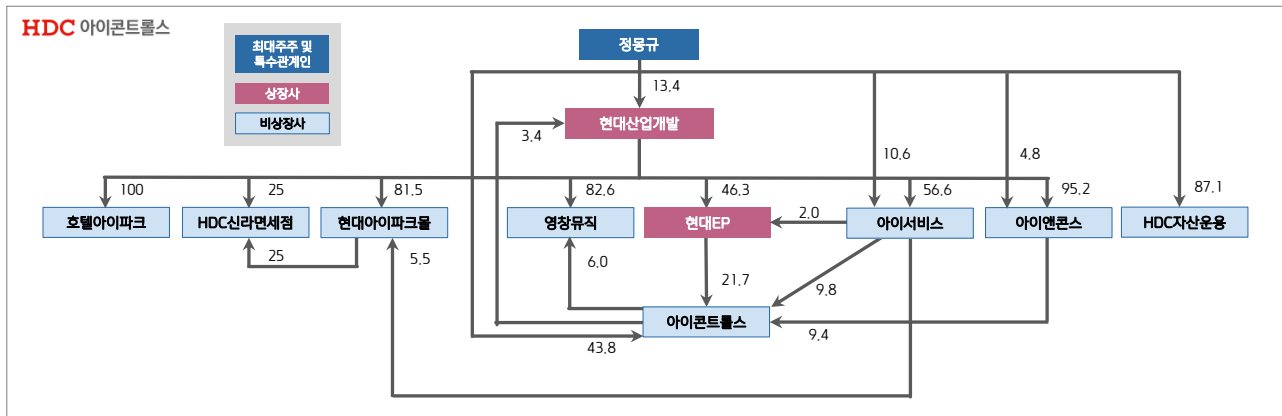 HDC 아이콘트롤스
최대주주 및
특수관계인
상장사
비상장사
정몽규
13.4
현대산업개발
3.4
10.6
4.8
100
25
81.5
82.6
46.3
56.6
95.2
87.1
호텔아이파크
HDC신라면세점
현대아이파크몰
영창뮤직
현대EP
2.0
아이서비스
아이앤콘스
HDC자산운용
25
5.5
6.0
21.7
9.8
아이콘트롤스
43.8
9.4